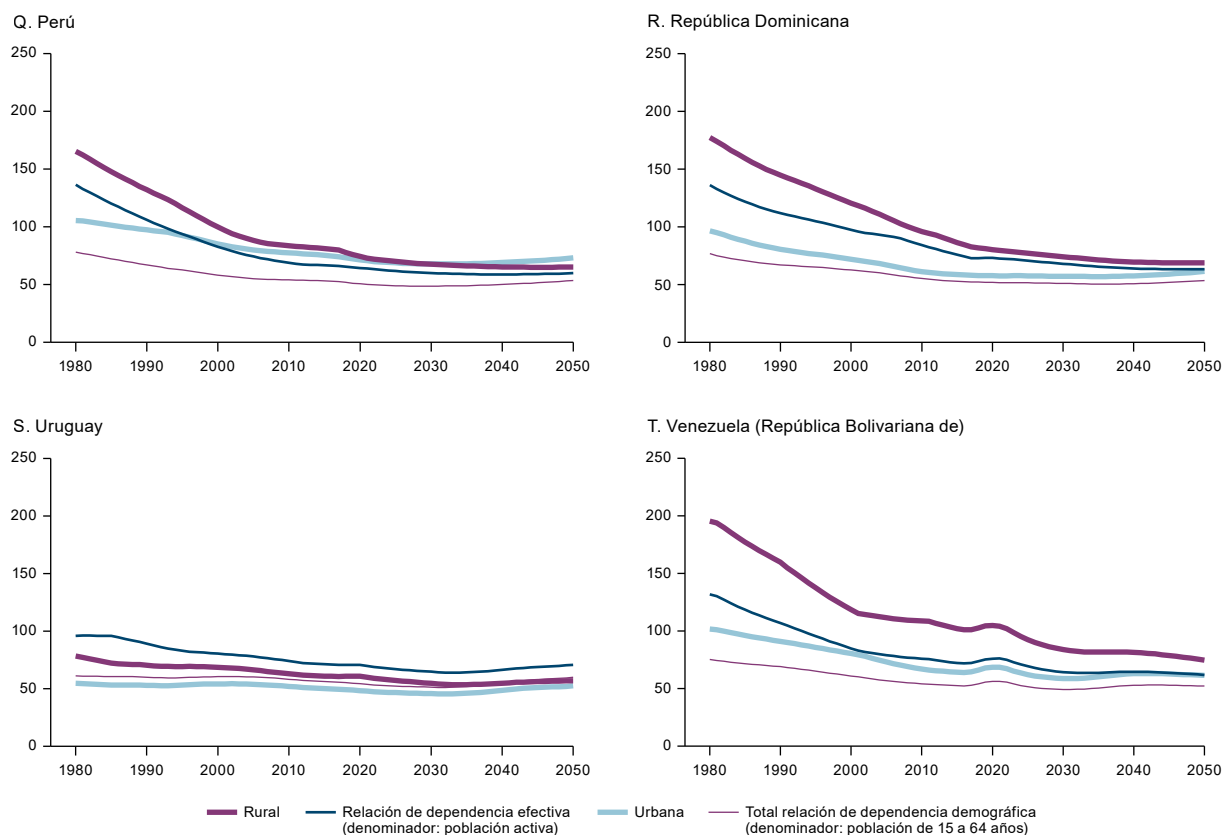 Q. Perú
250
200
150
100
50
0
1980 1990 2000 2010 2020 2030 2040 2050
R. República Dominicana
250
200
150
100
50
0
1980 1990 2000 2010 2020 2030 2040 2050
S. Uruguay
250
200
150
100
50
0
1980 1990 2000 2010 2020 2030 2040 2050
T. Venezuela (República Bolivariana de)
250
200
150
100
50
0
1980 1990 2000 2010 2020 2030 2040 2050
Rural
Relación de dependencia efectiva
(denominador: población activa)
Urbana
Total relación de dependencia demográfica
(denominador: población de 15 a 64 años)